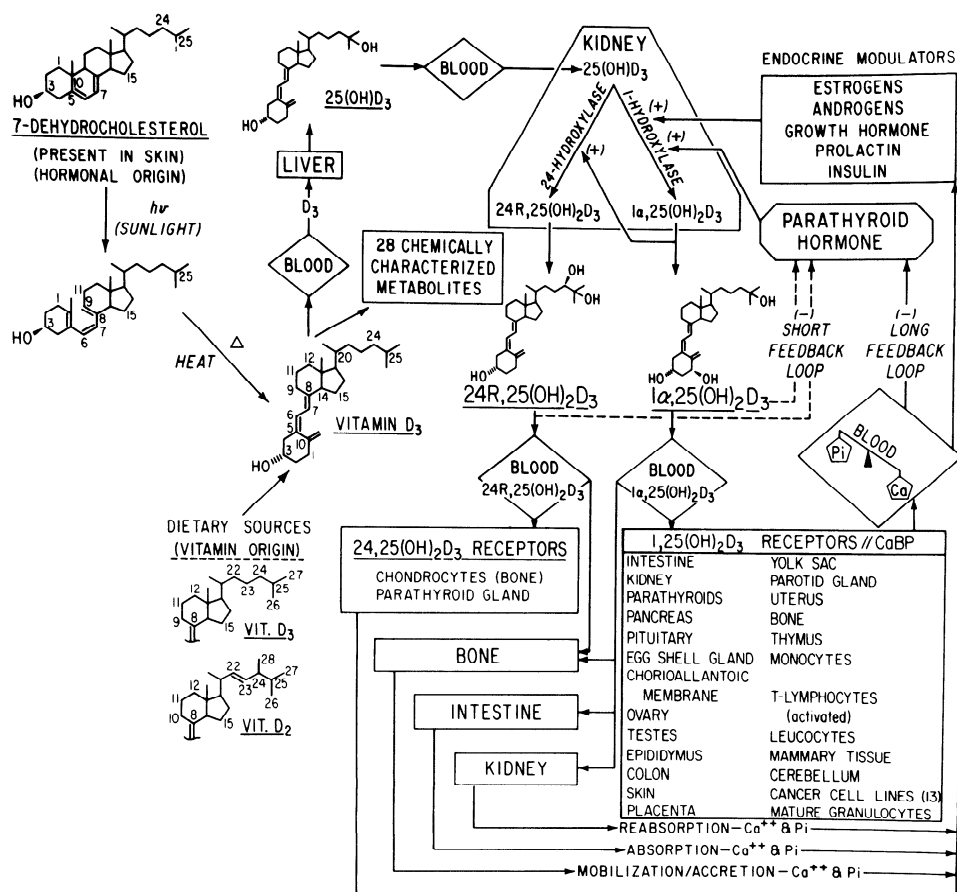 24
25
1
15
3
10
HO
5
7
7-DEHYDROCHOLESTEROL
(PRESENT IN SKIN)
(HORMONAL ORIGIN)
hν
(SUNLIGHT)
25
11
1
9
8
15
3
HO
6
7
HEAT
Δ
OH
HO
25(OH)D3
LIVER
D3
BLOOD
28 CHEMICALLY
CHARACTERIZED
METABOLITES
24
12
20
25
11
9
8
14
15
7
6
5
10
3
1
HO
VITAMIN D3
DIETARY SOURCES
(VITAMIN ORIGIN)
22
24
27
12
23
25
11
26
9
8
15
VIT. D3
28
22
27
12
24
25
11
23
26
10
8
15
VIT. D2
BLOOD
KIDNEY
25(OH)D3
24-HYDROXYLASE
1-HYDROXYLASE
(+)
(+)
(+)
24R,25(OH)2D3
1α,25(OH)2D3
ENDOCRINE MODULATORS
ESTROGENS
ANDROGENS
GROWTH HORMONE
PROLACTIN
INSULIN
PARATHYROID
HORMONE
(-)
SHORT
FEEDBACK
LOOP
(-)
LONG
FEEDBACK
LOOP
OH
OH
HO
24R,25(OH)2D3
OH
HO
OH
1α,25(OH)2D3
BLOOD
24R,25(OH)2D3
BLOOD
1α,25(OH)2D3
BLOOD
Pi
Ca
24,25(OH)2D3 RECEPTORS
CHONDROCYTES (BONE)
PARATHYROID GLAND
BONE
INTESTINE
KIDNEY
1,25(OH)2D3 RECEPTORS//CaBP
INTESTINE
KIDNEY
PARATHYROIDS
PANCREAS
PITUITARY
EGG SHELL GLAND
CHORIOALLANTOIC
MEMBRANE
OVARY
TESTES
EPIDIDYMUS
COLON
SKIN
PLACENTA
YOLK SAC
PAROTID GLAND
UTERUS
BONE
THYMUS
MONOCYTES
T-LYMPHOCYTES
(activated)
LEUCOCYTES
MAMMARY TISSUE
CEREBELLUM
CANCER CELL LINES (13)
MATURE GRANULOCYTES
REABSORPTION-Ca++ & Pi
ABSORPTION-Ca++ & Pi
MOBILIZATION/ACCRETION-Ca++ & Pi